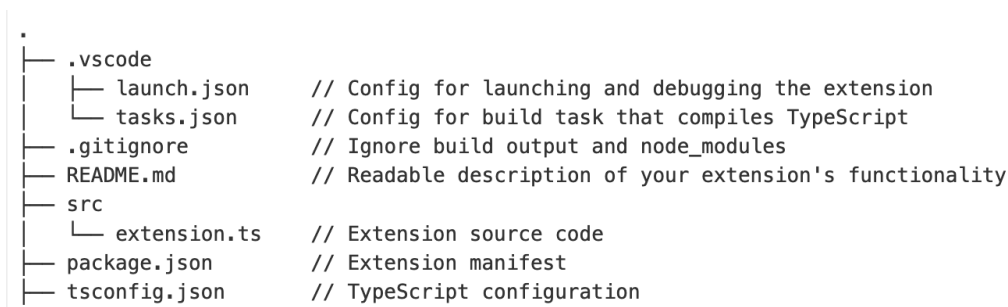 .
├── .vscode
│   ├── launch.json     // Config for launching and debugging the extension
│   └── tasks.json      // Config for build task that compiles TypeScript
├── .gitignore          // Ignore build output and node_modules
├── README.md           // Readable description of your extension's functionality
├── src
│   └── extension.ts    // Extension source code
├── package.json        // Extension manifest
├── tsconfig.json       // TypeScript configuration